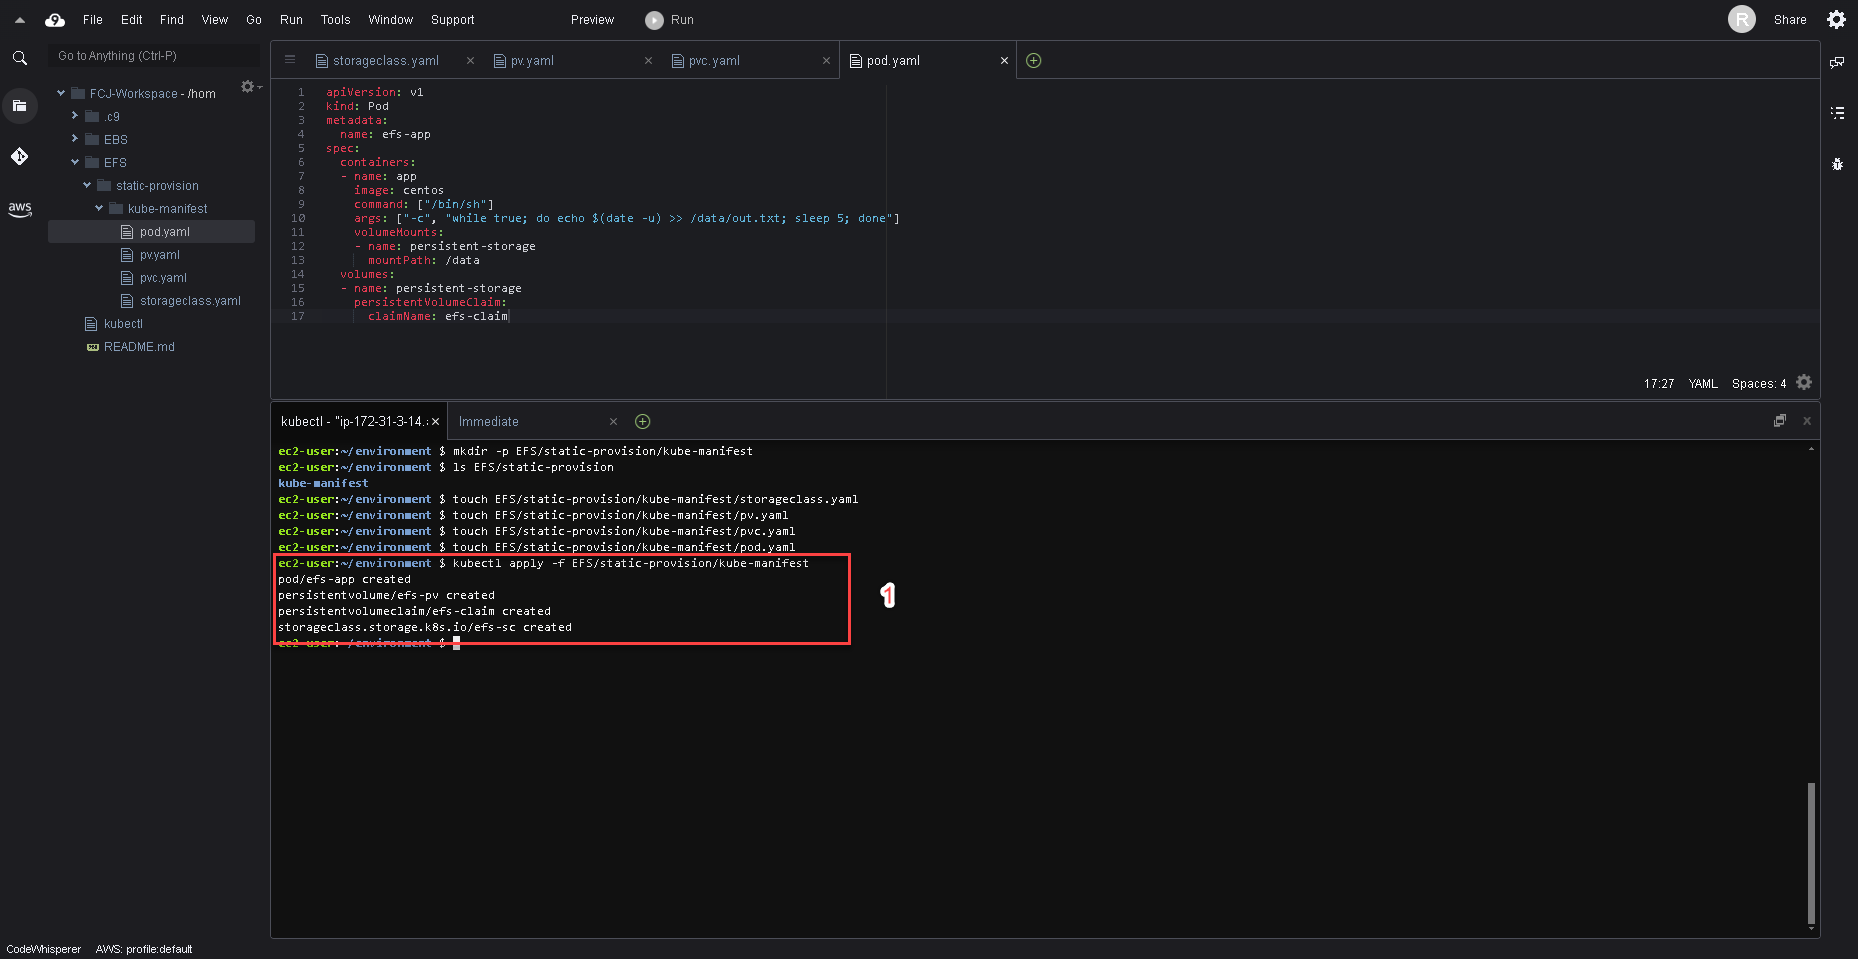 File Edit Find View Go Run Tools Window Support Preview Run R Share
Go to Anything (Ctrl-P)
FCJ-Workspace - /hom
.c9
EBS
EFS
static-provision
kube-manifest
pod.yaml
pv.yaml
pvc.yaml
storageclass.yaml
kubectl
README.md
aws
storageclass.yaml pv.yaml pvc.yaml pod.yaml
1 apiVersion: v1
2 kind: Pod
3 metadata:
4 name: efs-app
5 spec:
6 containers:
7 - name: app
8 image: centos
9 command: ["/bin/sh"]
10 args: ["-c", "while true; do echo $(date -u) >> /data/out.txt; sleep 5; done"]
11 volumeMounts:
12 - name: persistent-storage
13 mountPath: /data
14 volumes:
15 - name: persistent-storage
16 persistentVolumeClaim:
17 claimName: efs-claim
17:27 YAML Spaces: 4
kubectl - "ip-172-31-3-14.: Immediate
ec2-user:~/environment $ mkdir -p EFS/static-provision/kube-manifest
ec2-user:~/environment $ ls EFS/static-provision
kube-manifest
ec2-user:~/environment $ touch EFS/static-provision/kube-manifest/storageclass.yaml
ec2-user:~/environment $ touch EFS/static-provision/kube-manifest/pv.yaml
ec2-user:~/environment $ touch EFS/static-provision/kube-manifest/pvc.yaml
ec2-user:~/environment $ touch EFS/static-provision/kube-manifest/pod.yaml
ec2-user:~/environment $ kubectl apply -f EFS/static-provision/kube-manifest
pod/efs-app created
persistentvolume/efs-pv created
persistentvolumeclaim/efs-claim created
storageclass.storage.k8s.io/efs-sc created
ec2-user:~/environment $
1
CodeWhisperer AWS: profile:default